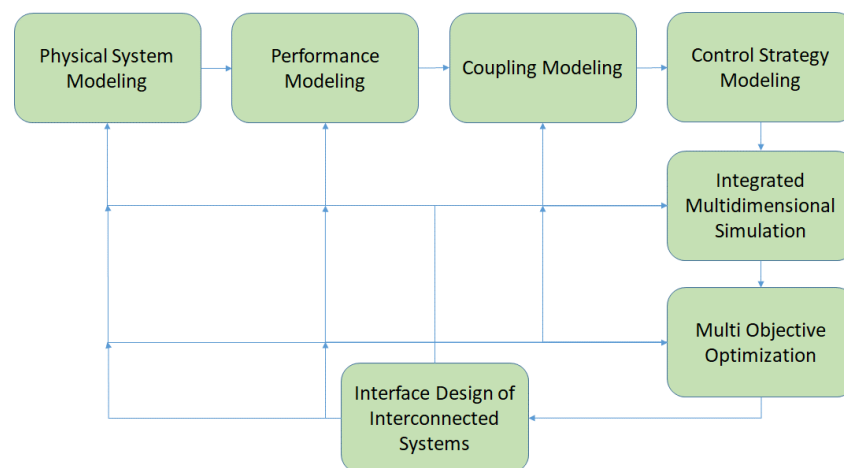 Physical System
Modeling
Performance
Modeling
Coupling Modeling
Control Strategy
Modeling
Integrated
Multidimensional
Simulation
Multi Objective
Optimization
Interface Design of
Interconnected
Systems